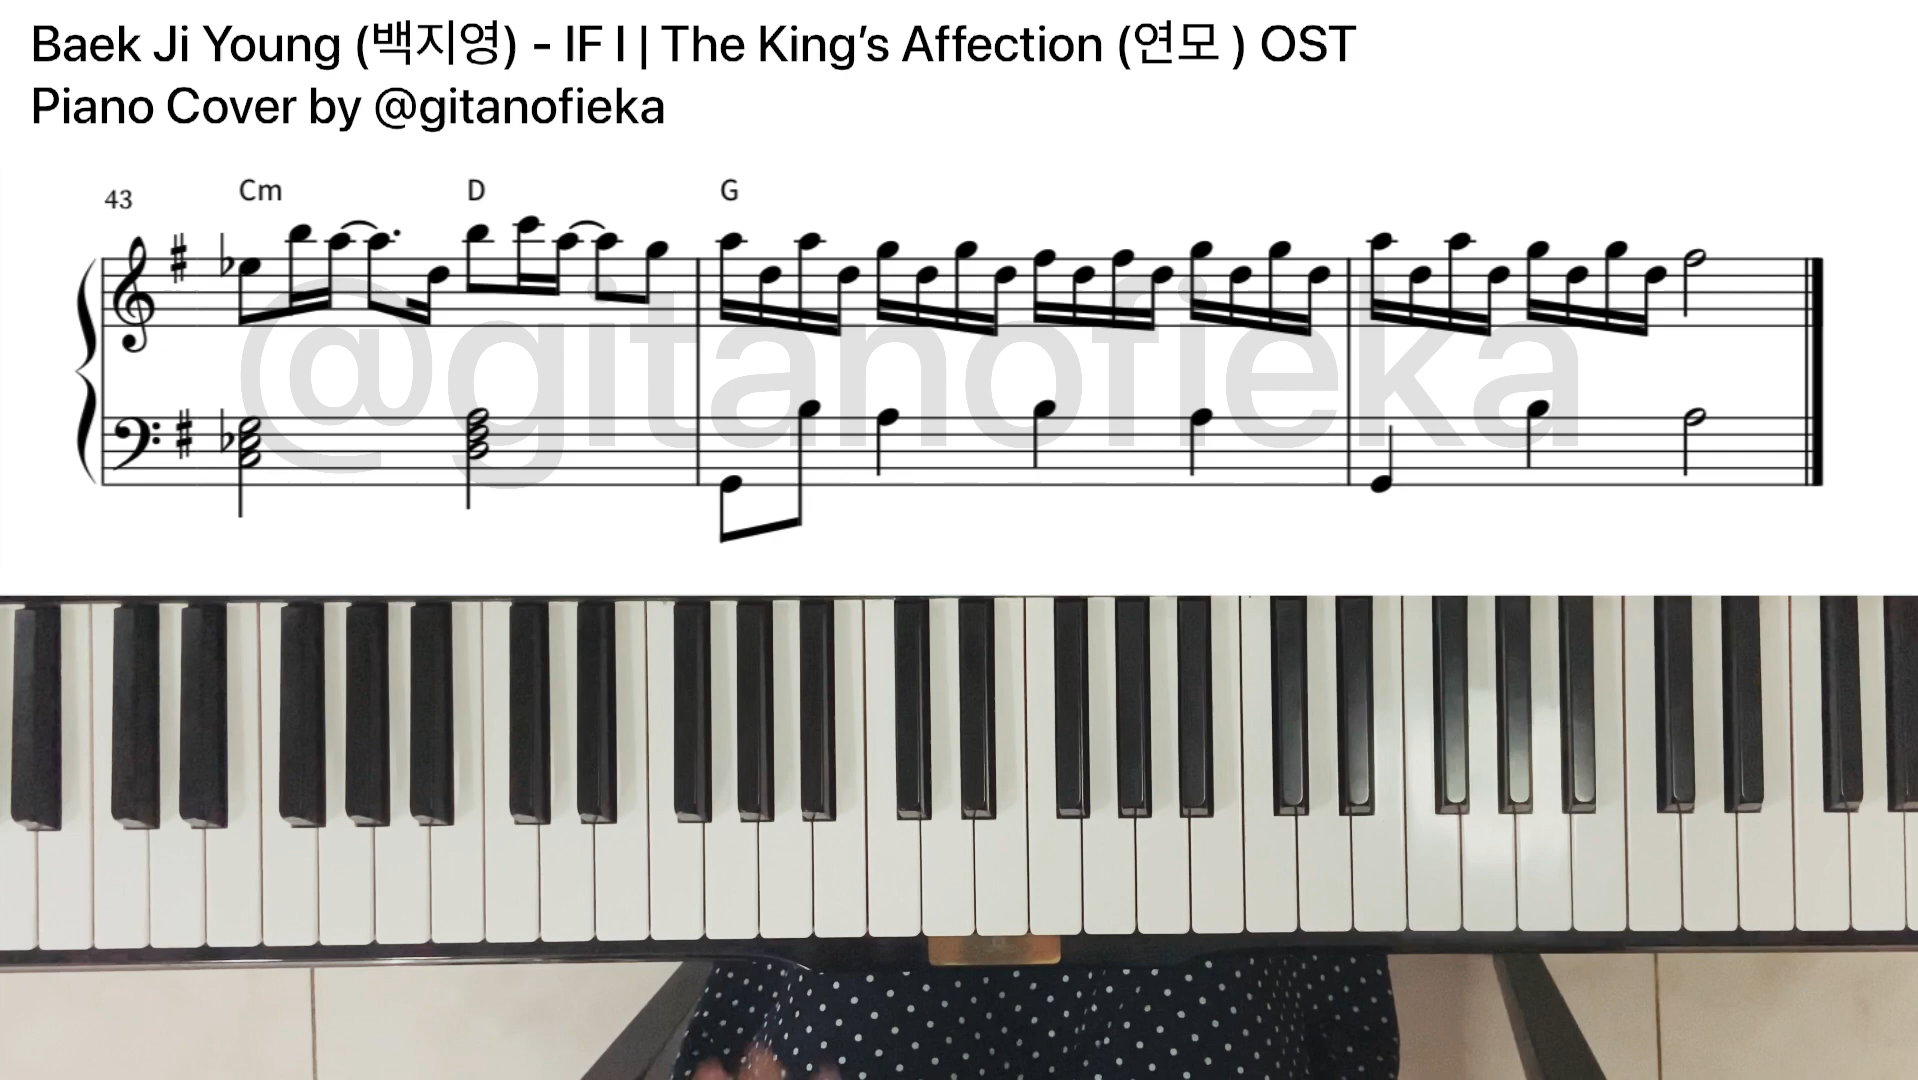 Baek Ji Young (백지영) - IF I | The King’s Affection (연모 ) OST
Piano Cover by @gitanofieka
43 Cm D G
@gitanofieka